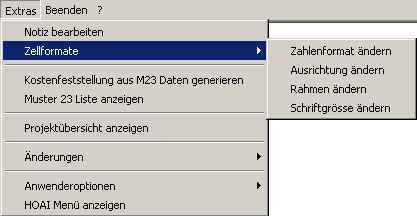 Extras Beenden ?
Notiz bearbeiten
Zellformate
Kostenfeststellung aus M23 Daten generieren
Muster 23 Liste anzeigen
Projektübersicht anzeigen
Änderungen
Anwenderoptionen
HOAI Menü anzeigen
Zahlenformat ändern
Ausrichtung ändern
Rahmen ändern
Schriftgrösse ändern